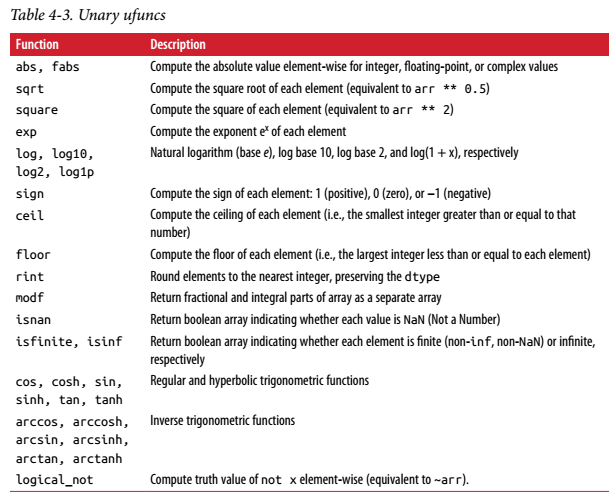 Table 4-3. Unary ufuncs
Function Description
abs, fabs Compute the absolute value element-wise for integer, floating-point, or complex values
sqrt Compute the square root of each element (equivalent to arr ** 0.5)
square Compute the square of each element (equivalent to arr ** 2)
exp Compute the exponent eˣ of each element
log, log10, Natural logarithm (base e), log base 10, log base 2, and log(1 + x), respectively
log2, log1p
sign Compute the sign of each element: 1 (positive), 0 (zero), or –1 (negative)
ceil Compute the ceiling of each element (i.e., the smallest integer greater than or equal to that
number)
floor Compute the floor of each element (i.e., the largest integer less than or equal to each element)
rint Round elements to the nearest integer, preserving the dtype
modf Return fractional and integral parts of array as a separate array
isnan Return boolean array indicating whether each value is NaN (Not a Number)
isfinite, isinf Return boolean array indicating whether each element is finite (non-inf, non-NaN) or infinite,
respectively
cos, cosh, sin, Regular and hyperbolic trigonometric functions
sinh, tan, tanh
arccos, arccosh, Inverse trigonometric functions
arcsin, arcsinh,
arctan, arctanh
logical_not Compute truth value of not x element-wise (equivalent to ~arr).